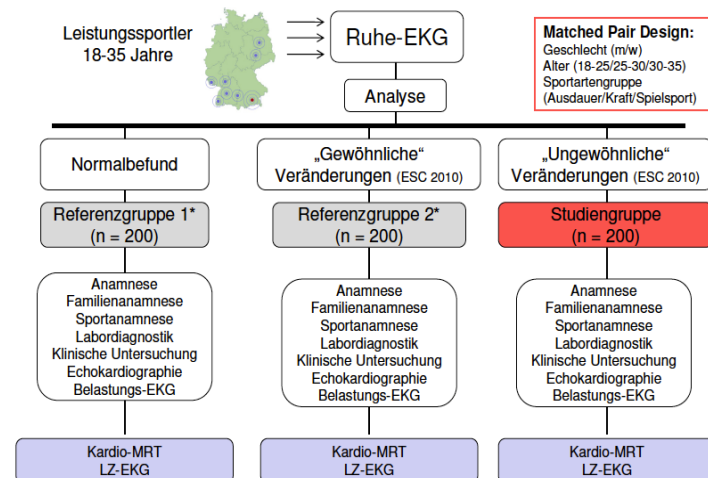 Leistungssportler
18-35 Jahre
Ruhe-EKG
Matched Pair Design:
Geschlecht (m/w)
Alter (18-25/25-30/30-35)
Sportartengruppe
(Ausdauer/Kraft/Spielsport)
Analyse
Normalbefund
„Gewöhnliche“
Veränderungen (ESC 2010)
„Ungewöhnliche“
Veränderungen (ESC 2010)
Referenzgruppe 1*
(n = 200)
Referenzgruppe 2*
(n = 200)
Studiengruppe
(n = 200)
Anamnese
Familienanamnese
Sportanamnese
Labordiagnostik
Klinische Untersuchung
Echokardiographie
Belastungs-EKG
Anamnese
Familienanamnese
Sportanamnese
Labordiagnostik
Klinische Untersuchung
Echokardiographie
Belastungs-EKG
Anamnese
Familienanamnese
Sportanamnese
Labordiagnostik
Klinische Untersuchung
Echokardiographie
Belastungs-EKG
Kardio-MRT
LZ-EKG
Kardio-MRT
LZ-EKG
Kardio-MRT
LZ-EKG